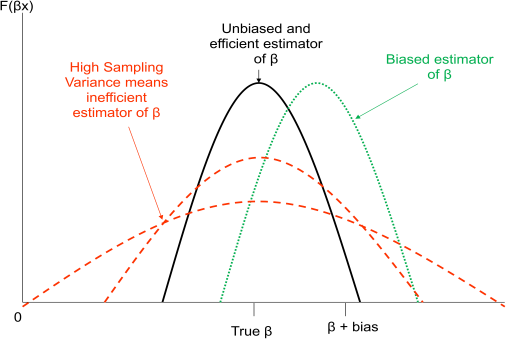 F(βx)
Unbiased and
efficient estimator
of β
High Sampling
Variance means
inefficient
estimator of β
Biased estimator
of β
0
True β
β + bias